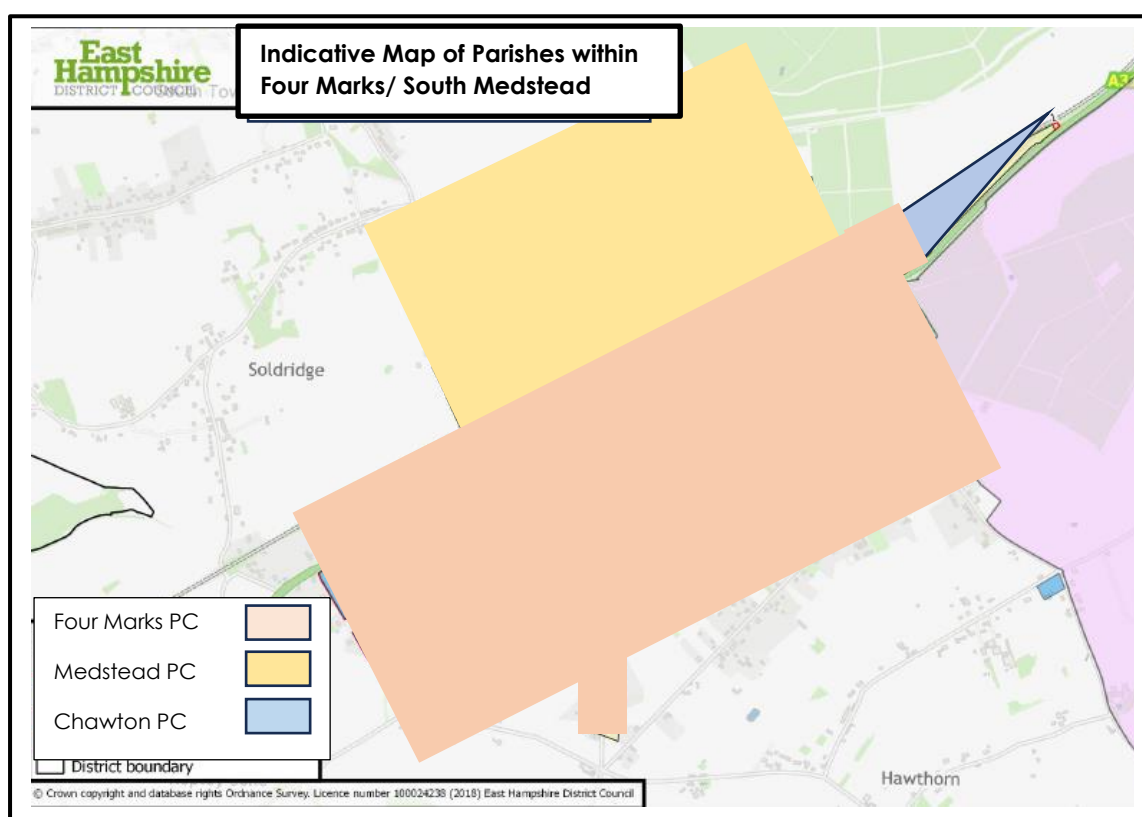 East
Hampshire
DISTRICT COUNCIL
South Tow
Indicative Map of Parishes within
Four Marks/ South Medstead
A3
Soldridge
Four Marks PC
Medstead PC
Chawton PC
District boundary
Hawthorn
© Crown copyright and database rights Ordnance Survey. Licence number 100024238 (2018) East Hampshire District Council